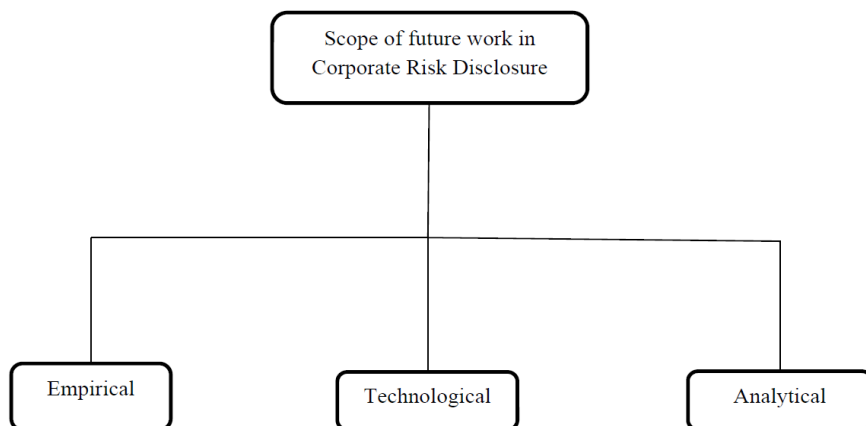 Scope of future work in
Corporate Risk Disclosure
Empirical
Technological
Analytical